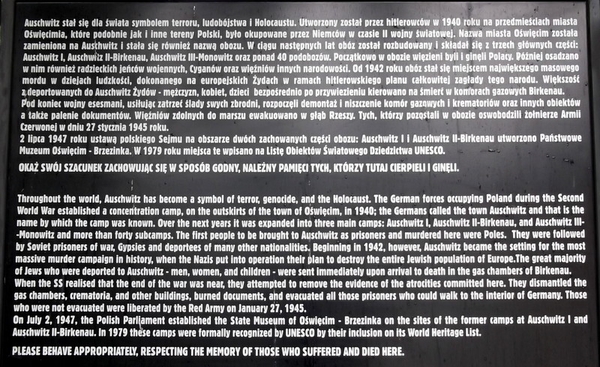 Auschwitz stał się dla świata symbolem terroru, ludobójstwa i Holocaustu. Utworzony został przez hitlerowców w 1940 roku na przedmieściach miasta
Oświęcimia, które podobnie jak i inne tereny Polski, było okupowane przez Niemców w czasie II wojny światowej. Nazwa miasta Oświęcim została
zamieniona na Auschwitz i stała się również nazwą obozu. W ciągu następnych lat obóz został rozbudowany i składał się z trzech głównych części:
Auschwitz I, Auschwitz II-Birkenau, Auschwitz III-Monowitz oraz ponad 40 podobozów. Początkowo w obozie więzieni byli i ginęli Polacy. Później osadzano
w nim również radzieckich jeńców wojennych, Cyganów oraz więźniów innych narodowości. Od 1942 roku obóz stał się miejscem największego masowego
mordu w dziejach ludzkości, dokonanego na europejskich Żydach w ramach hitlerowskiego planu całkowitej zagłady tego narodu. Większość
z deportowanych do Auschwitz Żydów - mężczyzn, kobiet, dzieci bezpośrednio po przywiezieniu kierowano na śmierć w komorach gazowych Birkenau.
Pod koniec wojny esesmani, usiłując zatrzeć ślady swych zbrodni, rozpoczęli demontaż i niszczenie komór gazowych i krematoriów oraz innych obiektów
a także palenie dokumentów. Więźniów zdolnych do marszu ewakuowano w głąb Rzeszy. Tych, którzy pozostali w obozie oswobodzili żołnierze Armii
Czerwonej w dniu 27 stycznia 1945 roku.
2 lipca 1947 roku ustawą polskiego Sejmu na obszarze dwóch zachowanych części obozu: Auschwitz I i Auschwitz II-Birkenau utworzono Państwowe
Muzeum Oświęcim - Brzezinka. W 1979 roku miejsca te wpisano na Listę Obiektów Światowego Dziedzictwa UNESCO.
OKAŻ SWÓJ SZACUNEK ZACHOWUJĄC SIĘ W SPOSÓB GODNY, NALEŻNY PAMIĘCI TYCH, KTÓRZY TUTAJ CIERPIELI I GINĘLI.
Throughout the world, Auschwitz has become a symbol of terror, genocide, and the Holocaust. The German forces occupying Poland during the Second
World War established a concentration camp, on the outskirts of the town of Oświęcim, in 1940; the Germans called the town Auschwitz and that is the
name by which the camp was known. Over the next years it was expanded into three main camps: Auschwitz I, Auschwitz II-Birkenau, and Auschwitz III-
-Monowitz and more than forty subcamps. The first people to be brought to Auschwitz as prisoners and murdered here were Poles. They were followed
by Soviet prisoners of war, Gypsies and deportees of many other nationalities. Beginning in 1942, however, Auschwitz became the setting for the most
massive murder campaign in history, when the Nazis put into operation their plan to destroy the entire Jewish population of Europe.The great majority
of Jews who were deported to Auschwitz - men, women, and children - were sent immediately upon arrival to death in the gas chambers of Birkenau.
When the SS realised that the end of the war was near, they attempted to remove the evidence of the atrocities committed here. They dismantled the
gas chambers, crematoria, and other buildings, burned documents, and evacuated all those prisoners who could walk to the interior of Germany. Those
who were not evacuated were liberated by the Red Army on January 27, 1945.
On July 2, 1947, the Polish Parliament established the State Museum of Oświęcim - Brzezinka on the sites of the former camps at Auschwitz I and
Auschwitz II-Birkenau. In 1979 these camps were formally recognized by UNESCO by their inclusion on its World Heritage List.
PLEASE BEHAVE APPROPRIATELY, RESPECTING THE MEMORY OF THOSE WHO SUFFERED AND DIED HERE.